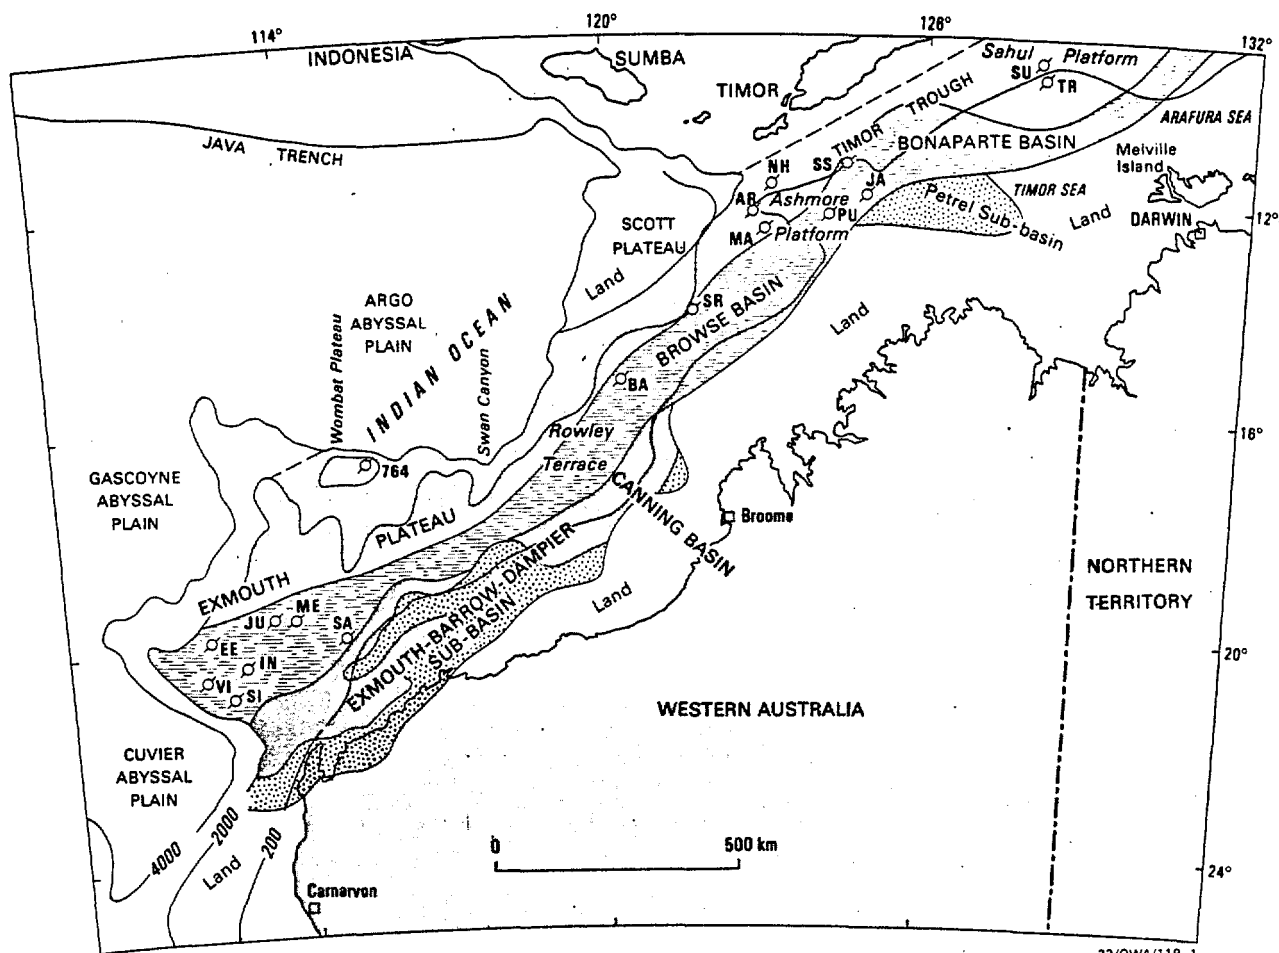 114°
120°
126°
132°
INDONESIA
SUMBA
TIMOR
Sahul Platform
SU
TR
TIMOR TROUGH
ARAFURA SEA
JAVA TRENCH
BONAPARTE BASIN
Melville
Island
NH
SS
JA
AR
Ashmore
PU
Petrel Sub-basin
TIMOR SEA
Land
DARWIN
12°
MA
Platform
SCOTT
PLATEAU
Land
SR
BROWSE BASIN
Land
ARGO
ABYSSAL
PLAIN
INDIAN OCEAN
Wombat Plateau
Swan Canyon
BA
Rowley
Terrace
16°
764
GASCOYNE
ABYSSAL
PLAIN
CANNING BASIN
Broome
EXMOUTH PLATEAU
NORTHERN
TERRITORY
EXMOUTH-BARROW-DAMPIER
SUB-BASIN
Land
JU
ME
SA
EE
IN
VI
SI
20°
WESTERN AUSTRALIA
CUVIER
ABYSSAL
PLAIN
4000
2000
200
Land
0
500 km
24°
Carnarvon